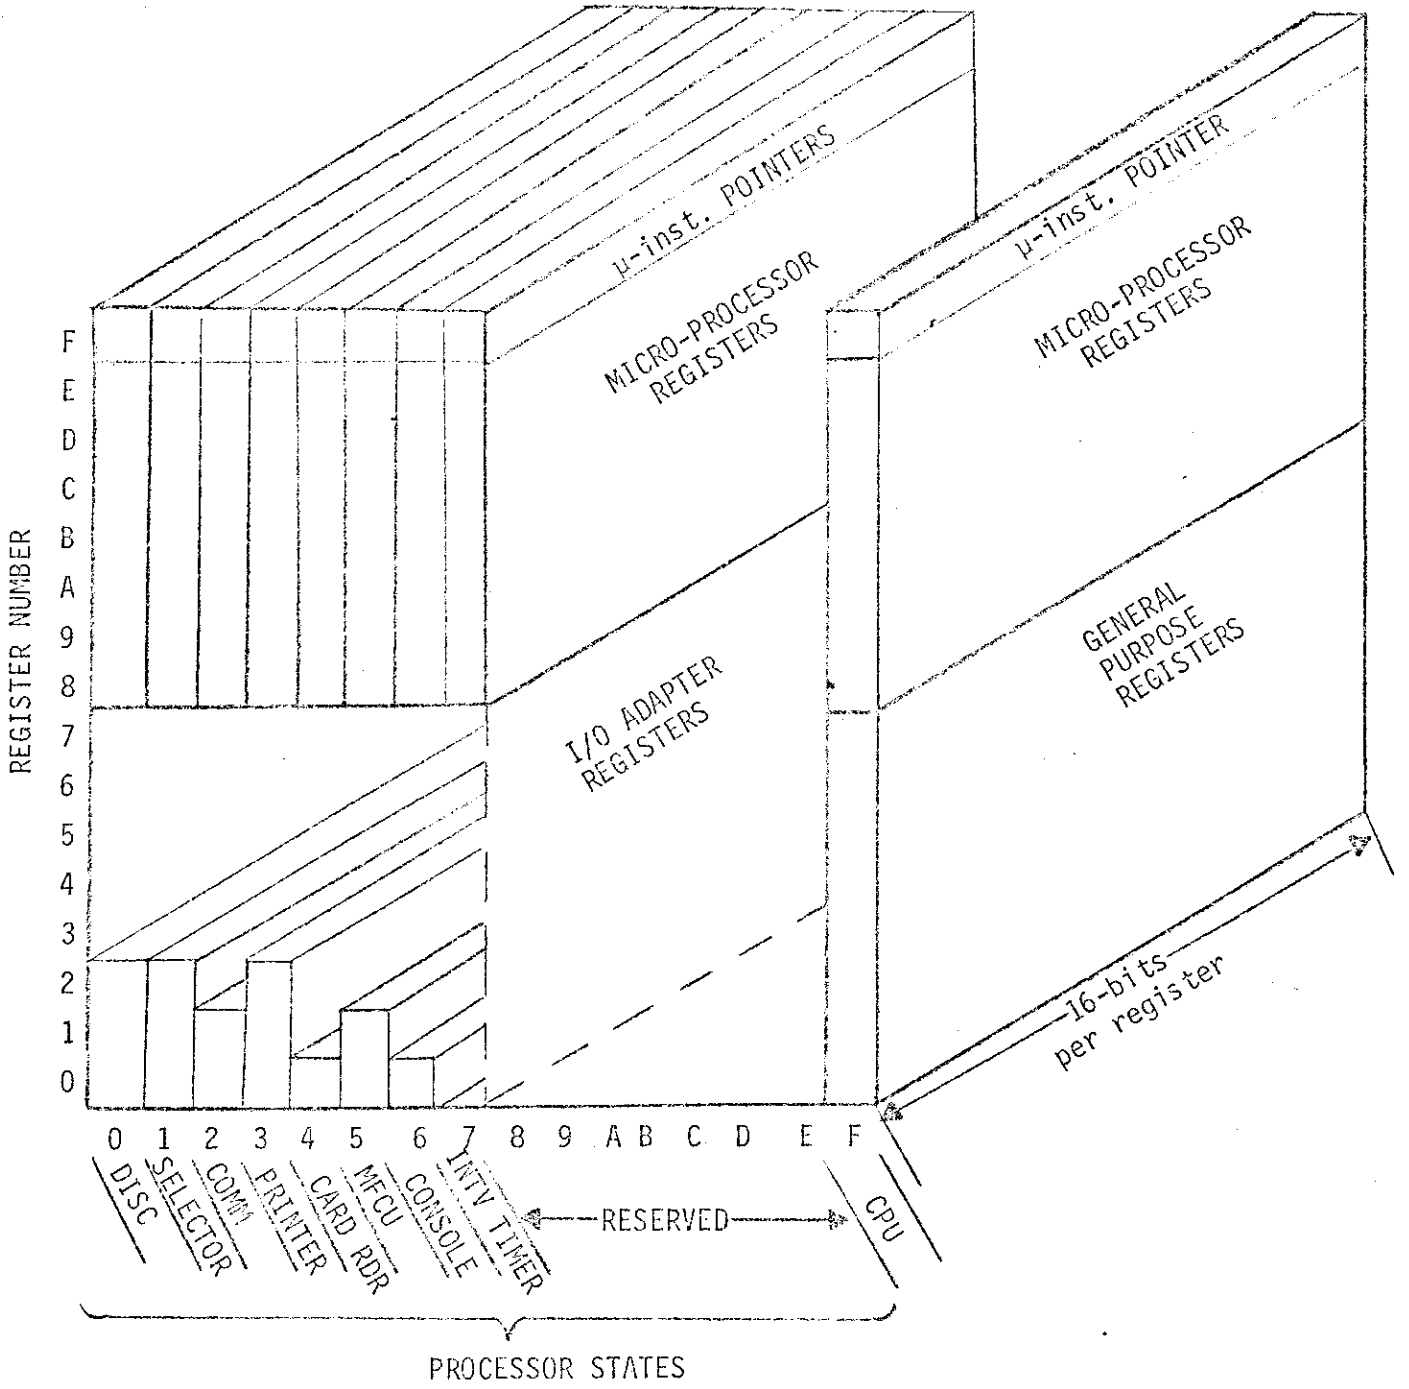 μ-inst. POINTERS
MICRO-PROCESSOR
REGISTERS
μ-inst. POINTER
MICRO-PROCESSOR
REGISTERS
I/O ADAPTER
REGISTERS
GENERAL
PURPOSE
REGISTERS
16-bits
per register
REGISTER NUMBER
F
E
D
C
B
A
9
8
7
6
5
4
3
2
1
0
0 1 2 3 4 5 6 7 8 9 A B C D E F
DISC
SELECTOR
COMM
PRINTER
CARD RDR
MFCU
CONSOLE
INTV TIMER
RESERVED
CPU
PROCESSOR STATES